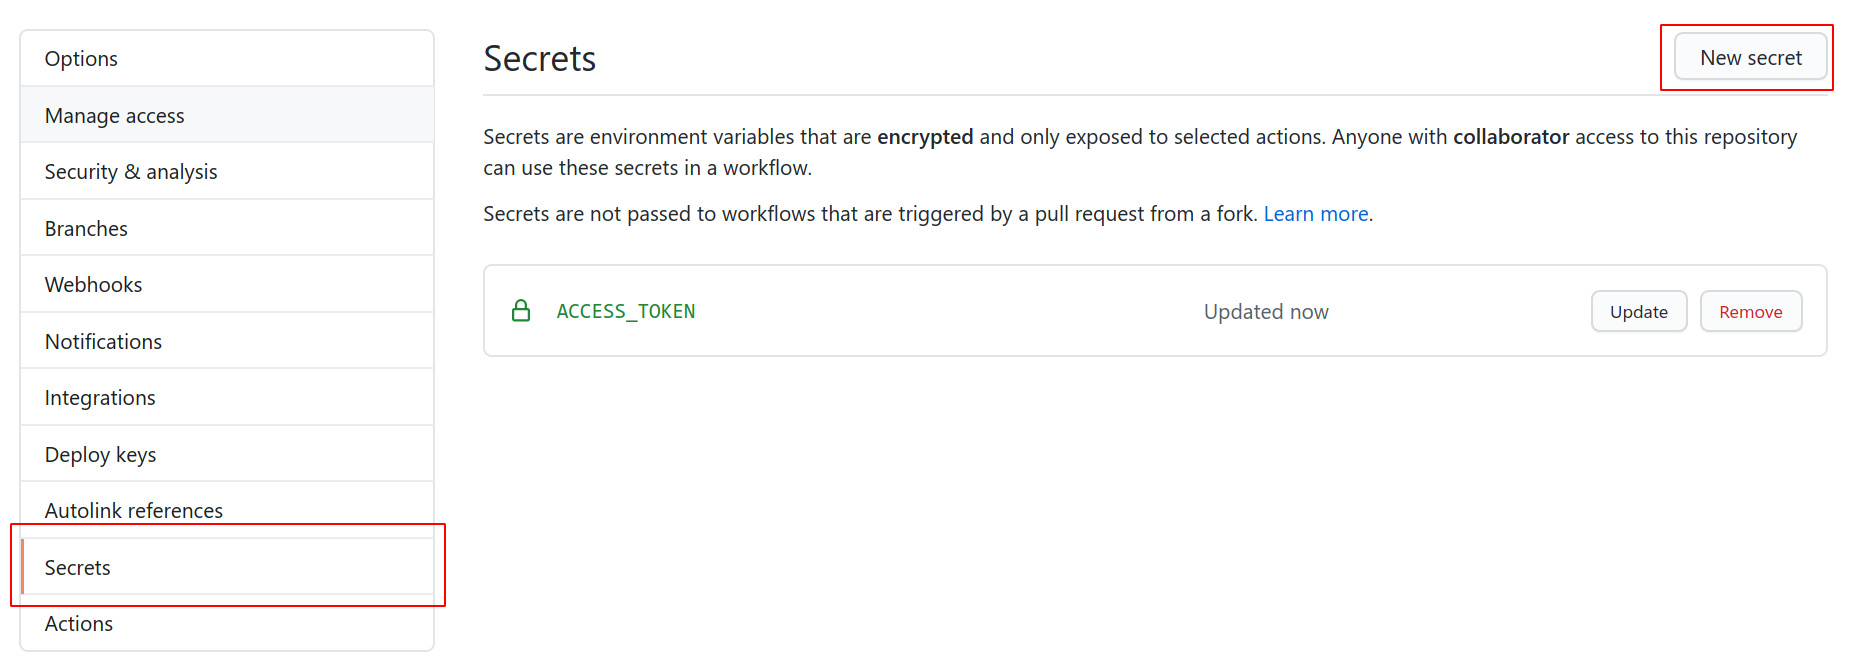 Options
Manage access
Security & analysis
Branches
Webhooks
Notifications
Integrations
Deploy keys
Autolink references
Secrets
Actions
Secrets
New secret
Secrets are environment variables that are encrypted and only exposed to selected actions. Anyone with collaborator access to this repository
can use these secrets in a workflow.
Secrets are not passed to workflows that are triggered by a pull request from a fork. Learn more.
ACCESS_TOKEN
Updated now
Update
Remove